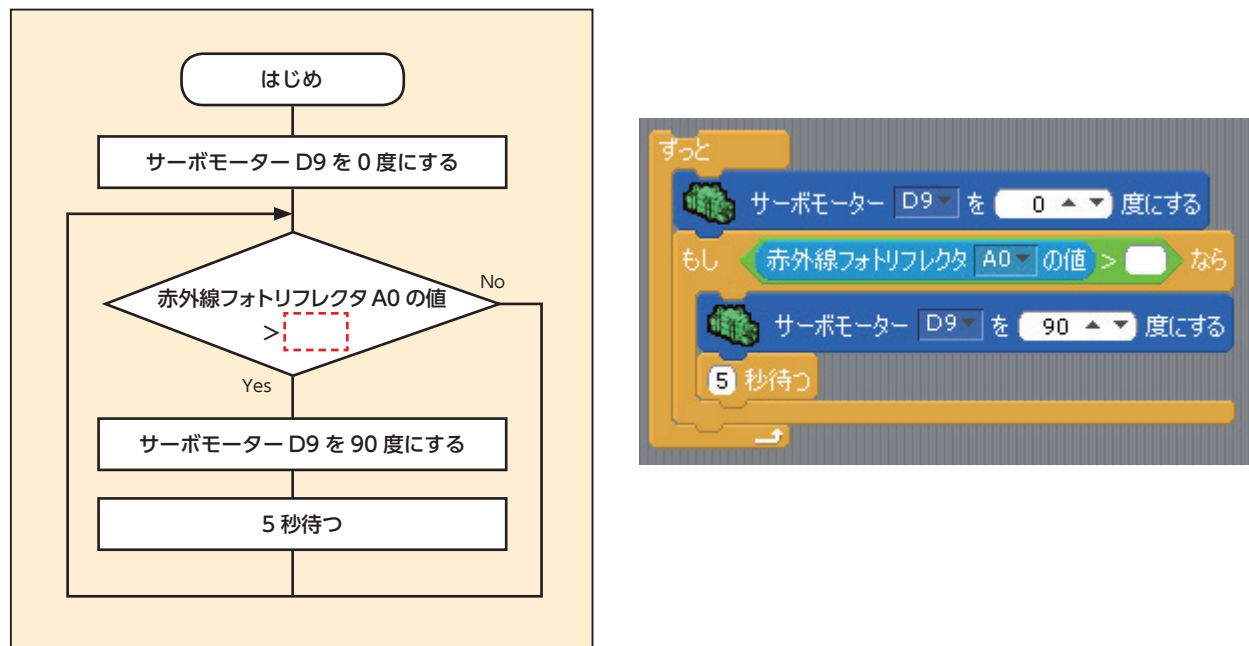 はじめ
サーボモーター D9 を 0 度にする
赤外線フォトリフレクタ A0 の値
>
No
Yes
サーボモーター D9 を 90 度にする
5 秒待つ
ずっと
サーボモーター D9 を 0 度にする
もし 赤外線フォトリフレクタ A0 の値 > なら
サーボモーター D9 を 90 度にする
5 秒待つ